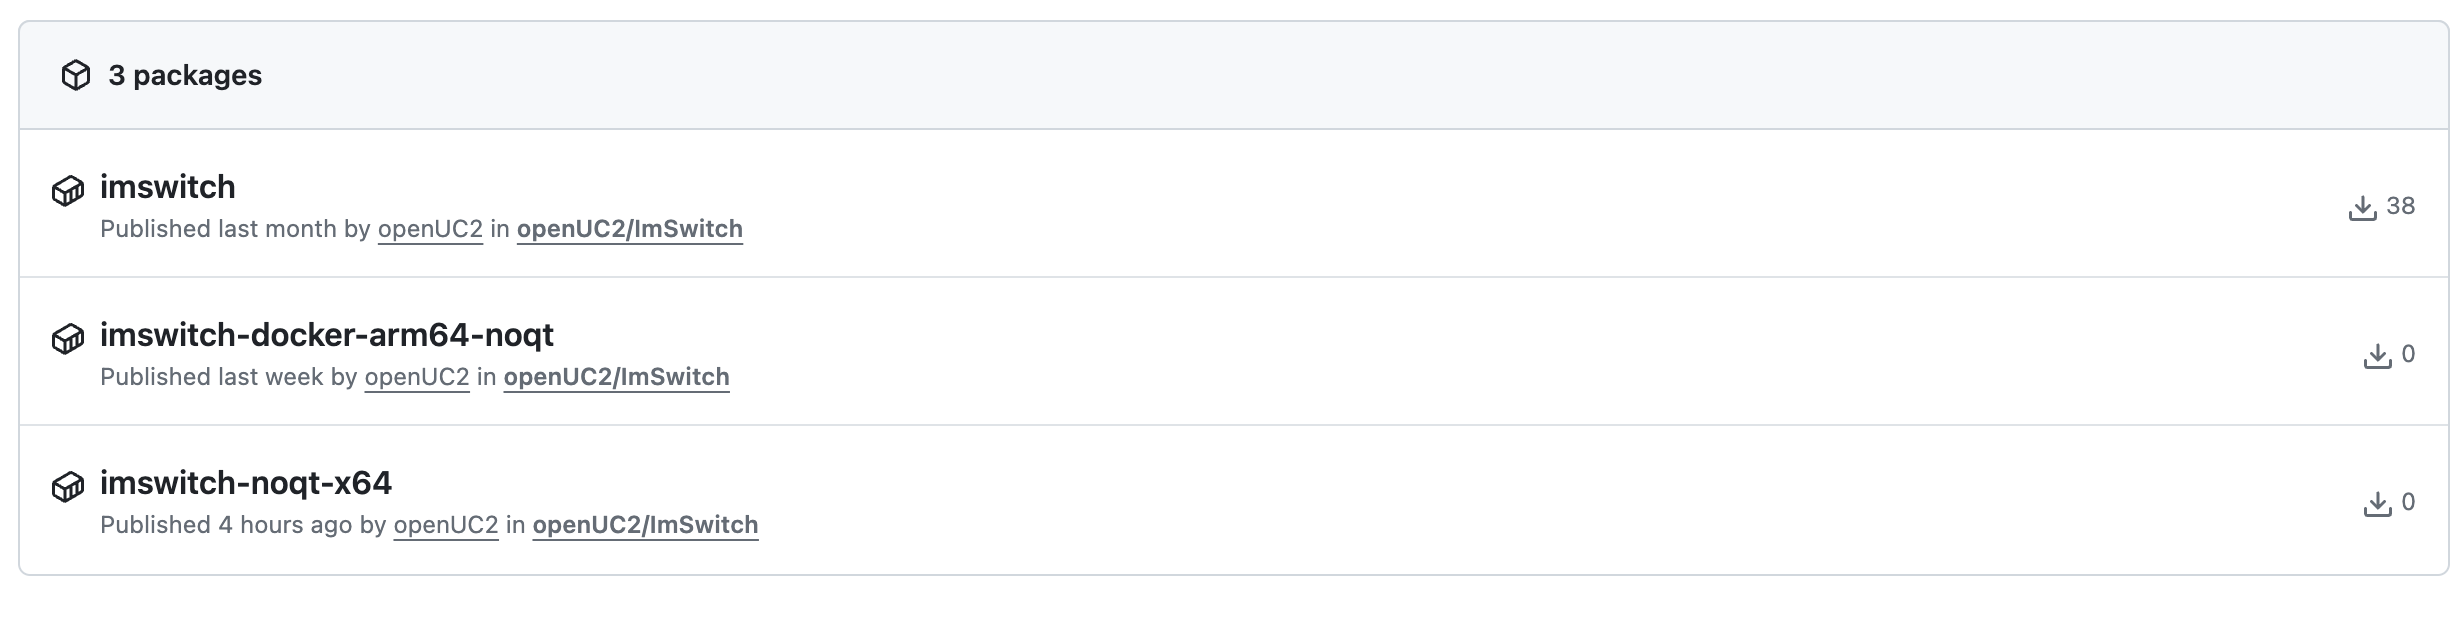 3 packages
imswitch
Published last month by openUC2 in openUC2/ImSwitch
38
imswitch-docker-arm64-noqt
Published last week by openUC2 in openUC2/ImSwitch
0
imswitch-noqt-x64
Published 4 hours ago by openUC2 in openUC2/ImSwitch
0